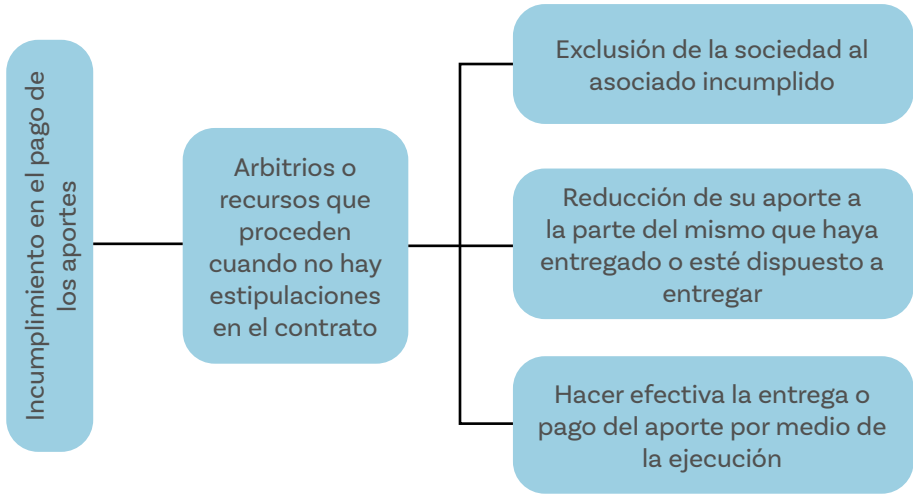 Incumplimiento en el pago de
los aportes
Arbitrios o
recursos que
proceden
cuando no hay
estipulaciones
en el contrato
Exclusión de la sociedad al
asociado incumplido
Reducción de su aporte a
la parte del mismo que haya
entregado o esté dispuesto a
entregar
Hacer efectiva la entrega o
pago del aporte por medio de
la ejecución